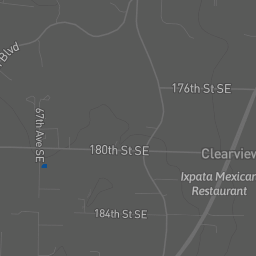 Blvd
176th St SE
67th Ave SE
180th St SE
Clearview
Ixpata Mexican
Restaurant
184th St SE